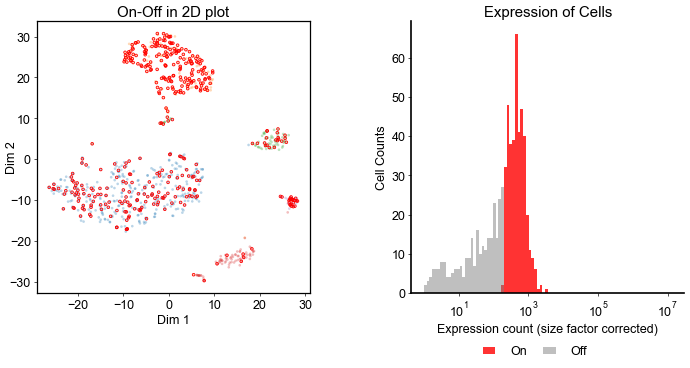 On-Off in 2D plot
30
20
10
0
−10
−20
−30
Dim 2
−20 −10 0 10 20 30
Dim 1
Expression of Cells
60
50
40
30
20
10
0
Cell Counts
10^1 10^3 10^5 10^7
Expression count (size factor corrected)
On Off